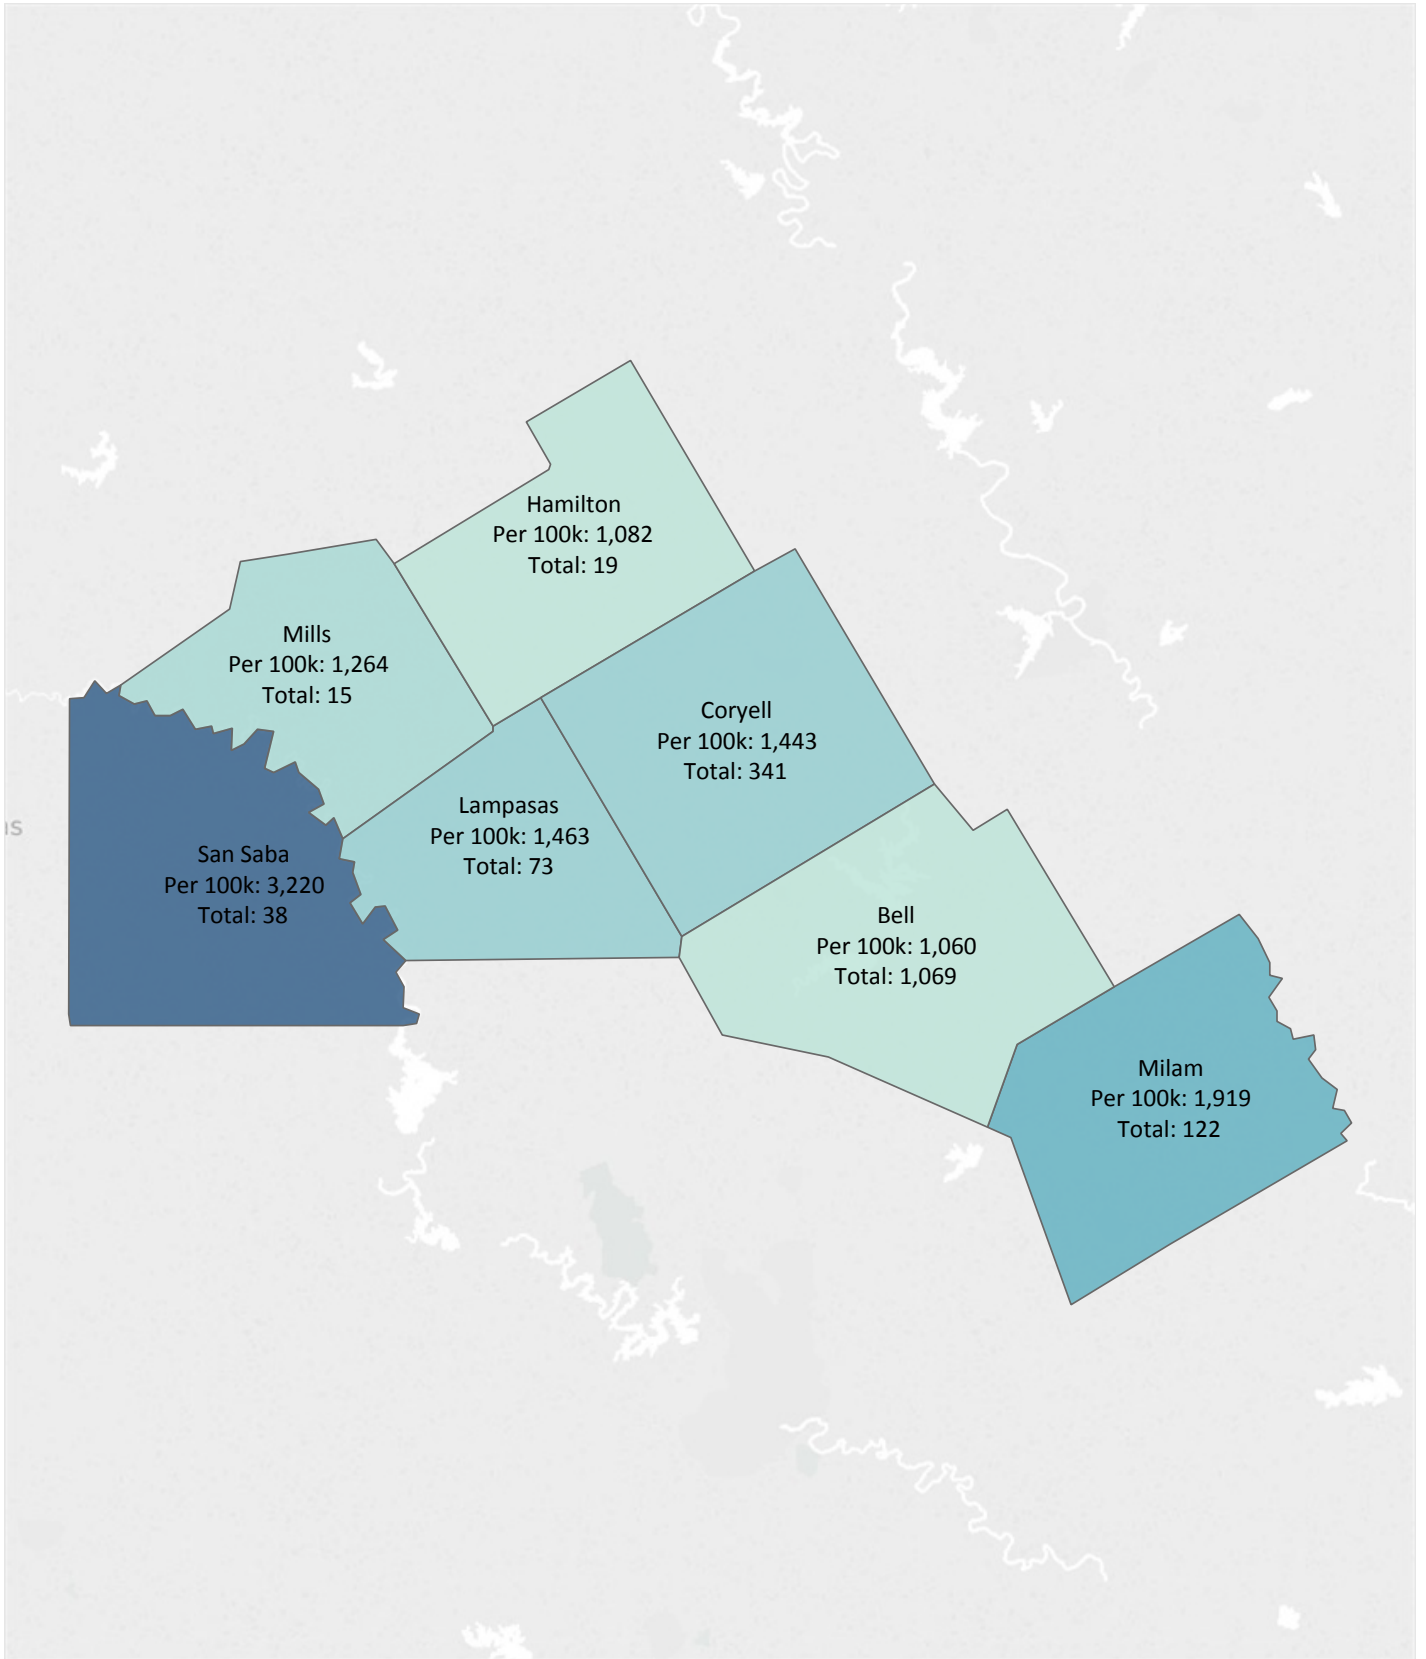 Hamilton
Per 100k: 1,082
Total: 19
Mills
Per 100k: 1,264
Total: 15
Coryell
Per 100k: 1,443
Total: 341
Lampasas
Per 100k: 1,463
Total: 73
San Saba
Per 100k: 3,220
Total: 38
Bell
Per 100k: 1,060
Total: 1,069
Milam
Per 100k: 1,919
Total: 122